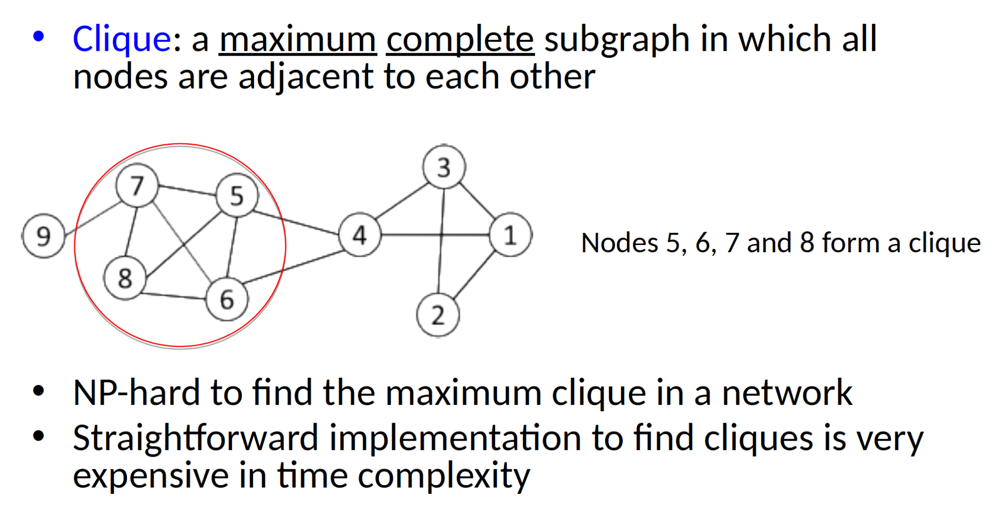 • Clique: a maximum complete subgraph in which all
nodes are adjacent to each other
3
7
5
9
4
1
Nodes 5, 6, 7 and 8 form a clique
8
6
2
• NP-hard to find the maximum clique in a network
• Straightforward implementation to find cliques is very
expensive in time complexity